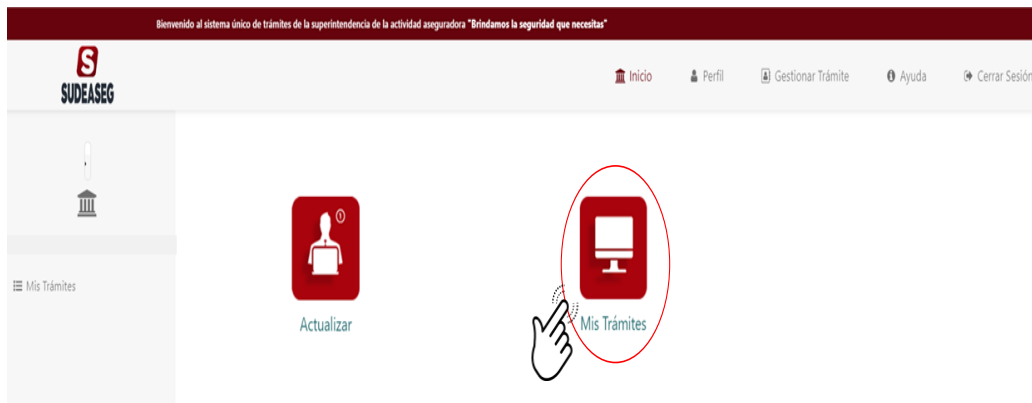 Bienvenido al sistema único de trámites de la superintendencia de la actividad aseguradora "Brindamos la seguridad que necesitas"
S
SUDEASEG
Inicio
Perfil
Gestionar Trámite
Ayuda
Cerrar Sesión
Mis Trámites
Actualizar
Mis Trámites